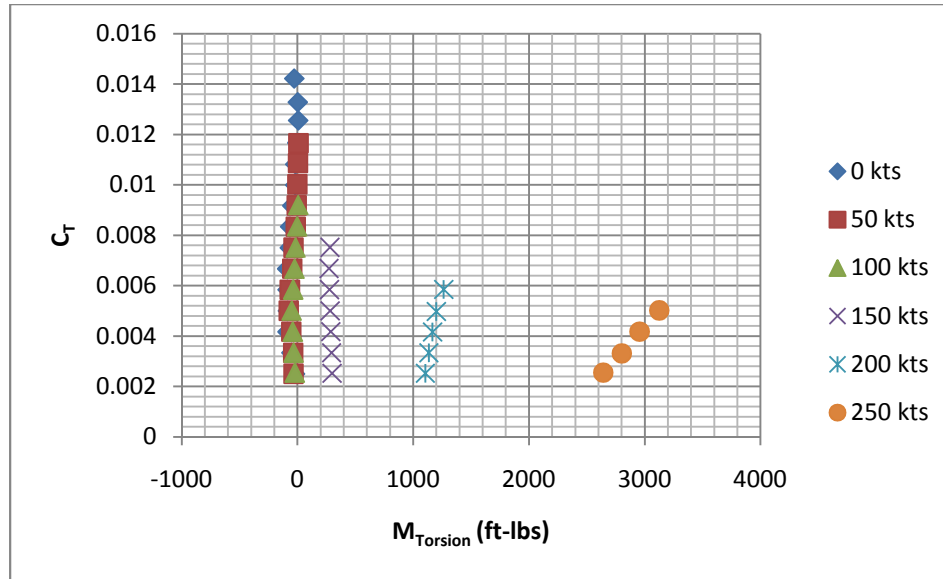 0.016
0.014
0.012
0.01
0.008
0.006
0.004
0.002
0
CT
-1000 0 1000 2000 3000 4000
MTorsion (ft-lbs)
0 kts
50 kts
100 kts
150 kts
200 kts
250 kts